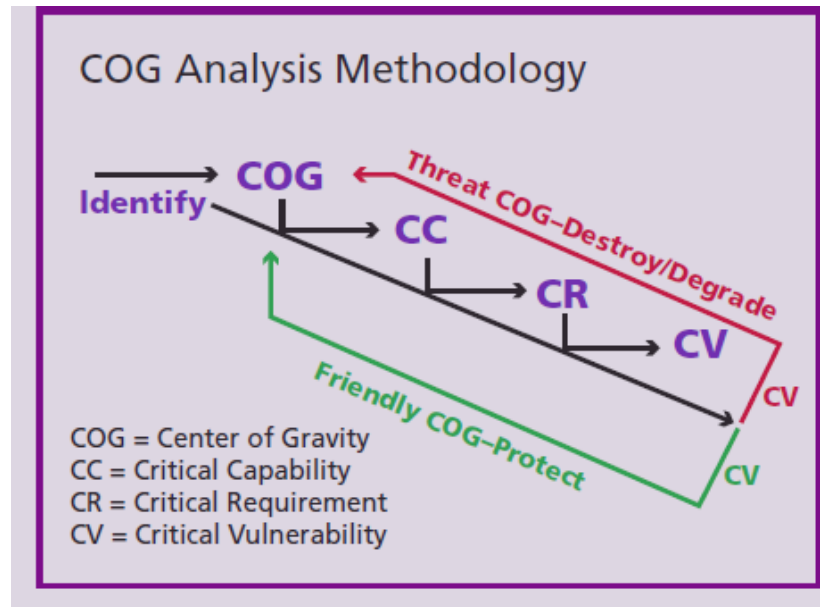 COG Analysis Methodology
COG
Identify
CC
CR
CV
Threat COG–Destroy/Degrade
CV
Friendly COG–Protect
CV
COG = Center of Gravity
CC = Critical Capability
CR = Critical Requirement
CV = Critical Vulnerability